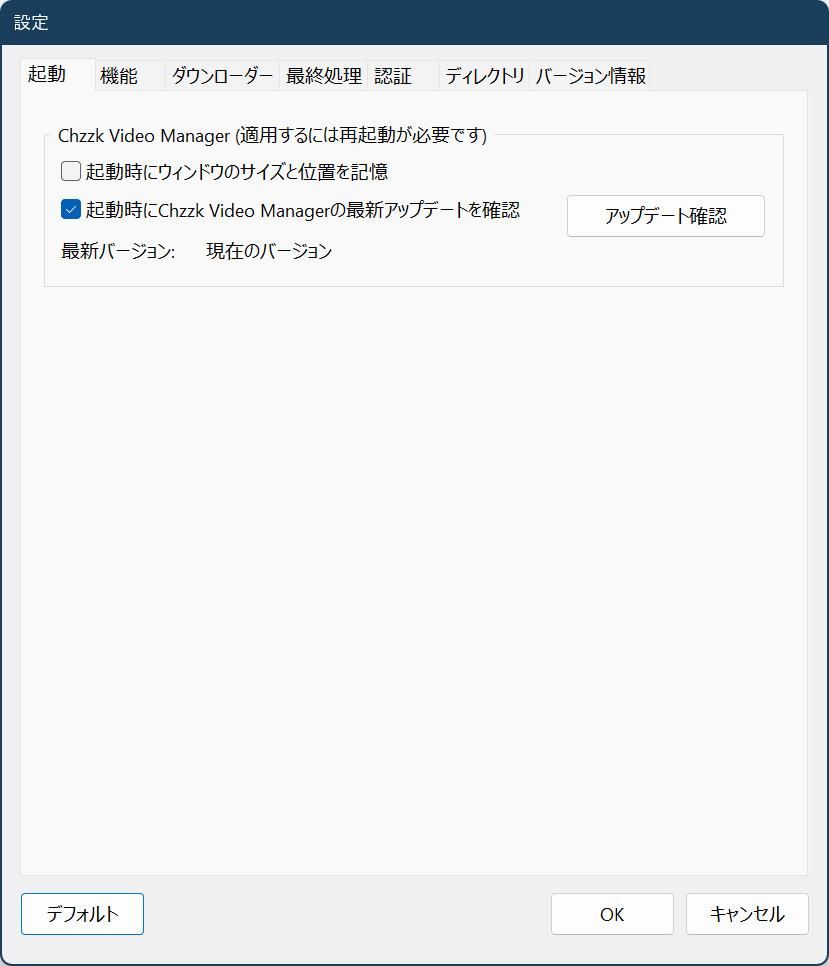 設定
起動 機能 ダウンローダー 最終処理 認証 ディレクトリ バージョン情報
Chzzk Video Manager (適用するには再起動が必要です)
起動時にウィンドウのサイズと位置を記憶
起動時にChzzk Video Managerの最新アップデートを確認
アップデート確認
最新バージョン: 現在のバージョン
デフォルト OK キャンセル